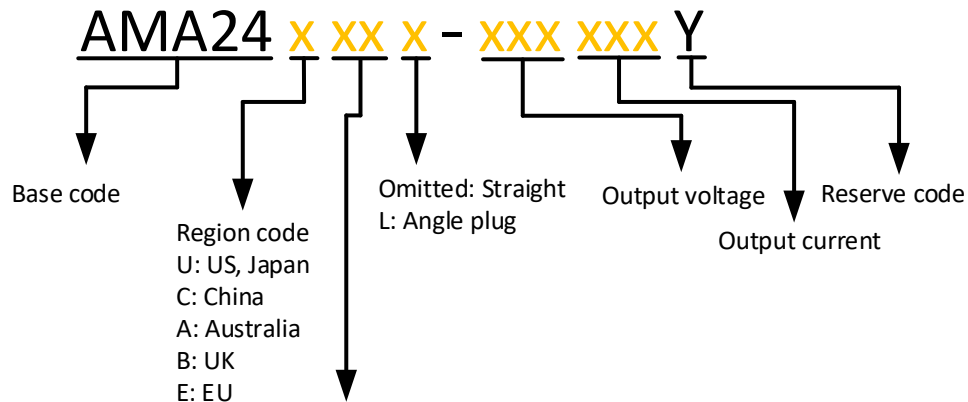 AMA24 x xx x - xxx xxx Y
Base code
Region code
U: US, Japan
C: China
A: Australia
B: UK
E: EU
Omitted: Straight
L: Angle plug
Output voltage
Output current
Reserve code